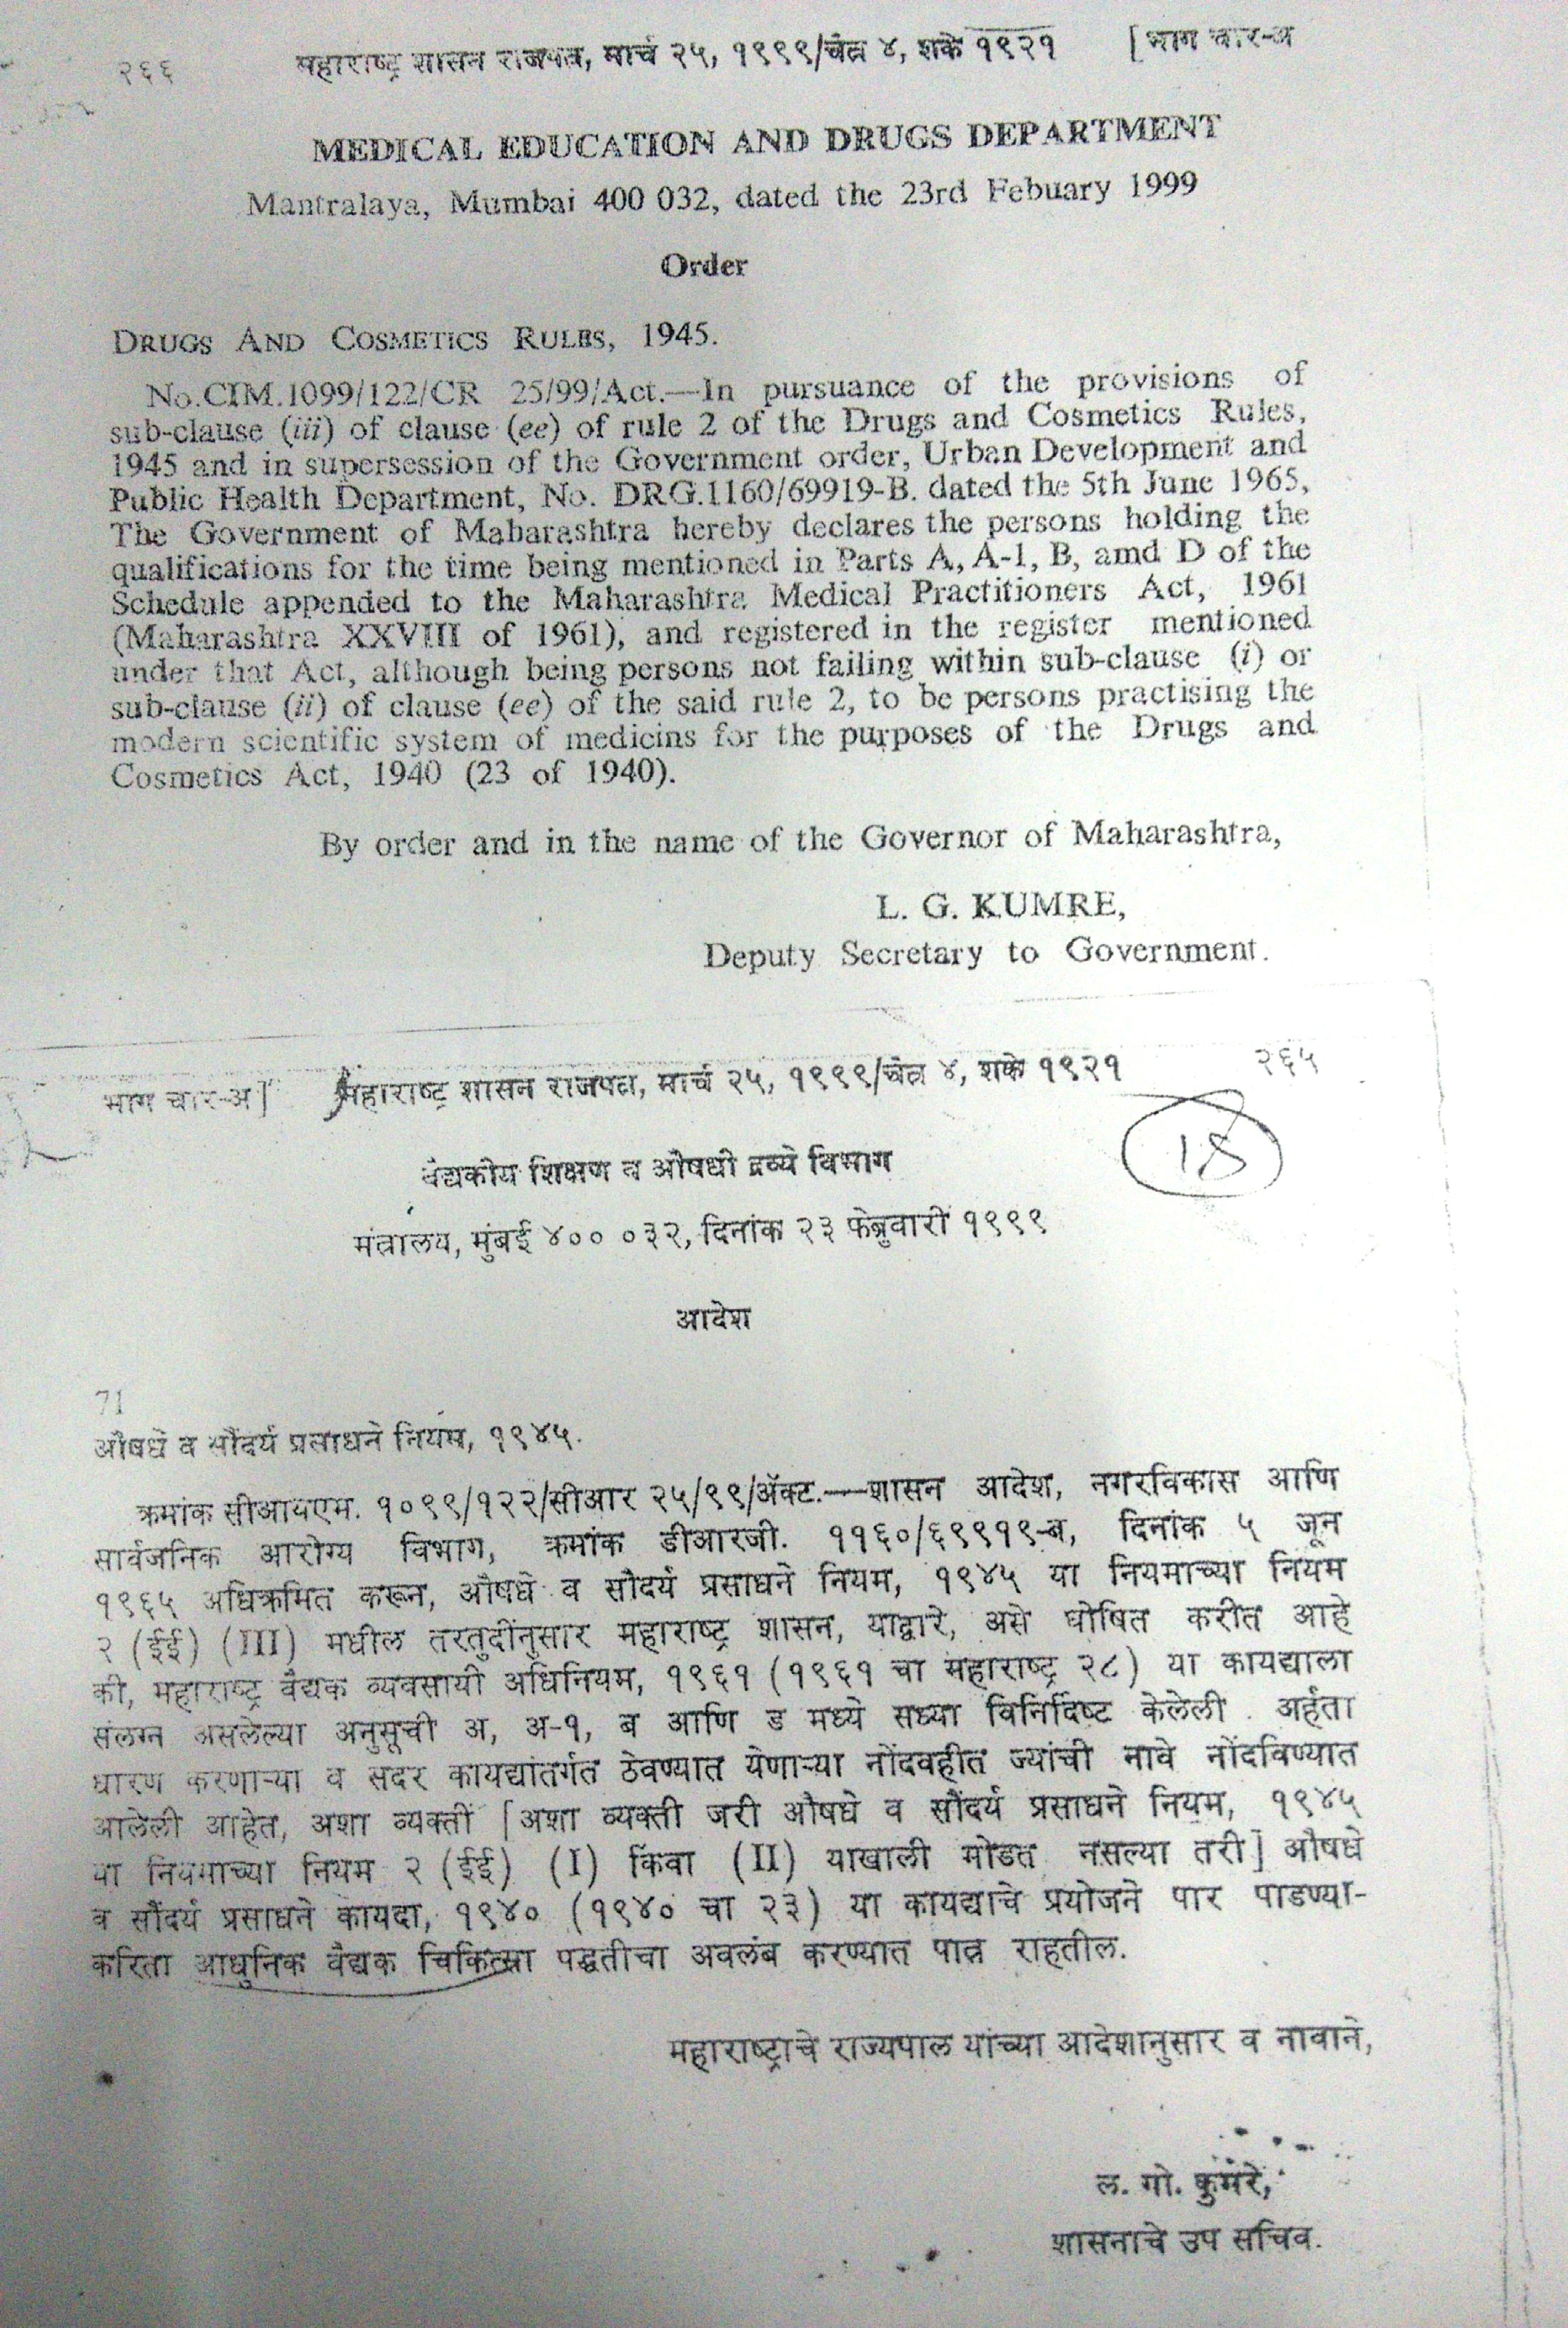 २६६ महाराष्ट्र शासन राजपत्र, मार्च २५, १९९९/चैत्र ४, शके १९२१ [भाग चार-अ
MEDICAL EDUCATION AND DRUGS DEPARTMENT
Mantralaya, Mumbai 400 032, dated the 23rd Febuary 1999
Order
DRUGS AND COSMETICS RULES, 1945.
No.CIM.1099/122/CR 25/99/Act.—In pursuance of the provisions of
sub-clause (iii) of clause (ee) of rule 2 of the Drugs and Cosmetics Rules,
1945 and in supersession of the Government order, Urban Development and
Public Health Department, No. DRG.1160/69919-B. dated the 5th June 1965,
The Government of Maharashtra hereby declares the persons holding the
qualifications for the time being mentioned in Parts A, A-1, B, amd D of the
Schedule appended to the Maharashtra Medical Practitioners Act, 1961
(Maharashtra XXVIII of 1961), and registered in the register mentioned
under that Act, although being persons not failing within sub-clause (i) or
sub-clause (ii) of clause (ee) of the said rule 2, to be persons practising the
modern scientific system of medicins for the purposes of the Drugs and
Cosmetics Act, 1940 (23 of 1940).
By order and in the name of the Governor of Maharashtra,
L. G. KUMRE,
Deputy Secretary to Government.
भाग चार-अ] महाराष्ट्र शासन राजपत्र, मार्च २५, १९९९/चैत्र ४, शके १९२१ २६५
18
वैद्यकीय शिक्षण व औषधी द्रव्ये विभाग
मंत्रालय, मुंबई ४०० ०३२, दिनांक २३ फेब्रुवारी १९९९
आदेश
71
औषधे व सौंदर्य प्रसाधने नियम, १९४५.
क्रमांक सीआयएम. १०९९/१२२/सीआर २५/९९/अॅक्ट.—शासन आदेश, नगरविकास आणि
सार्वजनिक आरोग्य विभाग, क्रमांक डीआरजी. ११६०/६९९१९-ब, दिनांक ५ जून
१९६५ अधिक्रमित करून, औषधे व सौंदर्य प्रसाधने नियम, १९४५ या नियमाच्या नियम
२ (ईई) (III) मधील तरतुदींनुसार महाराष्ट्र शासन, याद्वारे, असे घोषित करीत आहे
की, महाराष्ट्र वैद्यक व्यवसायी अधिनियम, १९६१ (१९६१ चा महाराष्ट्र २८) या कायद्याला
संलग्न असलेल्या अनुसूची अ, अ-१, ब आणि ड मध्ये सध्या विनिर्दिष्ट केलेली अर्हता
धारण करणाऱ्या व सदर कायद्यांतर्गत ठेवण्यात येणाऱ्या नोंदवहीत ज्यांची नावे नोंदविण्यात
आलेली आहेत, अशा व्यक्ती [अशा व्यक्ती जरी औषधे व सौंदर्य प्रसाधने नियम, १९४५
या नियमाच्या नियम २ (ईई) (I) किंवा (II) याखाली मोडत नसल्या तरी] औषधे
व सौंदर्य प्रसाधने कायदा, १९४० (१९४० चा २३) या कायद्याचे प्रयोजने पार पाडण्या-
करिता आधुनिक वैद्यक चिकित्सा पद्धतीचा अवलंब करण्यात पात्र राहतील.
महाराष्ट्राचे राज्यपाल यांच्या आदेशानुसार व नावाने,
ल. गो. कुमरे,
शासनाचे उप सचिव.